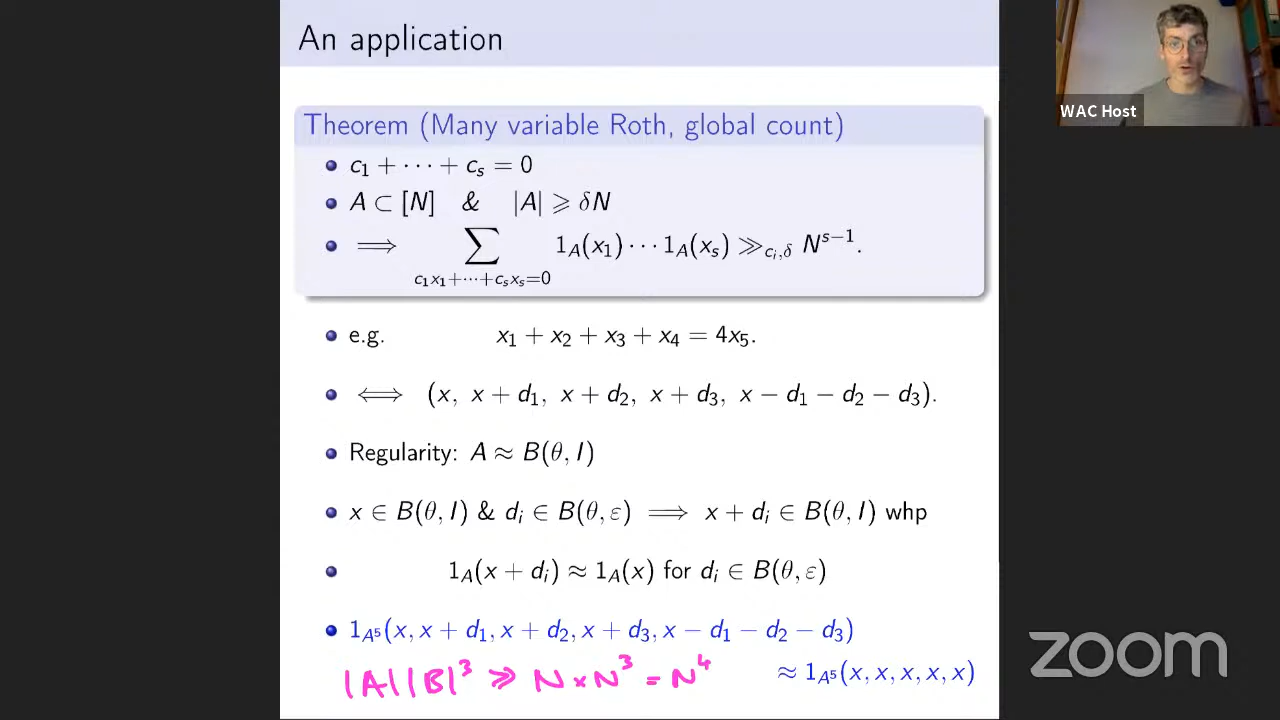 An application
WAC Host
Theorem (Many variable Roth, global count)
• c₁ + ⋯ + cₛ = 0
• A ⊂ [N] & |A| ⩾ δN
• ⟹ ∑ 1_A(x₁) ⋯ 1_A(xₛ) ≫_{cᵢ,δ} N^{s−1}.
c₁x₁+⋯+cₛxₛ=0
• e.g. x₁ + x₂ + x₃ + x₄ = 4x₅.
• ⟺ (x, x + d₁, x + d₂, x + d₃, x − d₁ − d₂ − d₃).
• Regularity: A ≈ B(θ, I)
• x ∈ B(θ, I) & dᵢ ∈ B(θ, ε) ⟹ x + dᵢ ∈ B(θ, I) whp
• 1_A(x + dᵢ) ≈ 1_A(x) for dᵢ ∈ B(θ, ε)
• 1_{A⁵}(x, x + d₁, x + d₂, x + d₃, x − d₁ − d₂ − d₃)
|A||B|³ ≫ N × N³ = N⁴
≈ 1_{A⁵}(x, x, x, x, x)
zoom